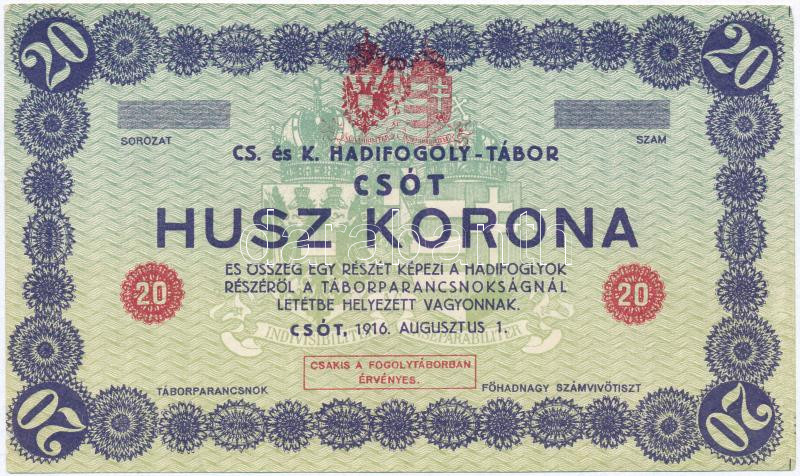 20 20
SOROZAT SZAM
CS. és K. HADIFOGOLY-TÁBOR
CSÓT
HUSZ KORONA
ES ÖSSZEG EGY RÉSZÉT KÉPEZI A HADIFOGLYOK
RÉSZÉRŐL A TÁBORPARANCSNOKSÁGNÁL
LETÉTBE HELYEZETT VAGYONNAK.
20 20
CSÓT, 1916. AUGUSZTUS 1.
INDIVISIBILITER INSEPARABILITER
CSAKIS A FOGOLYTÁBORBAN
ÉRVÉNYES.
TÁBORPARANCSNOK FŐHADNAGY SZÁMVIVŐTISZT
20 20